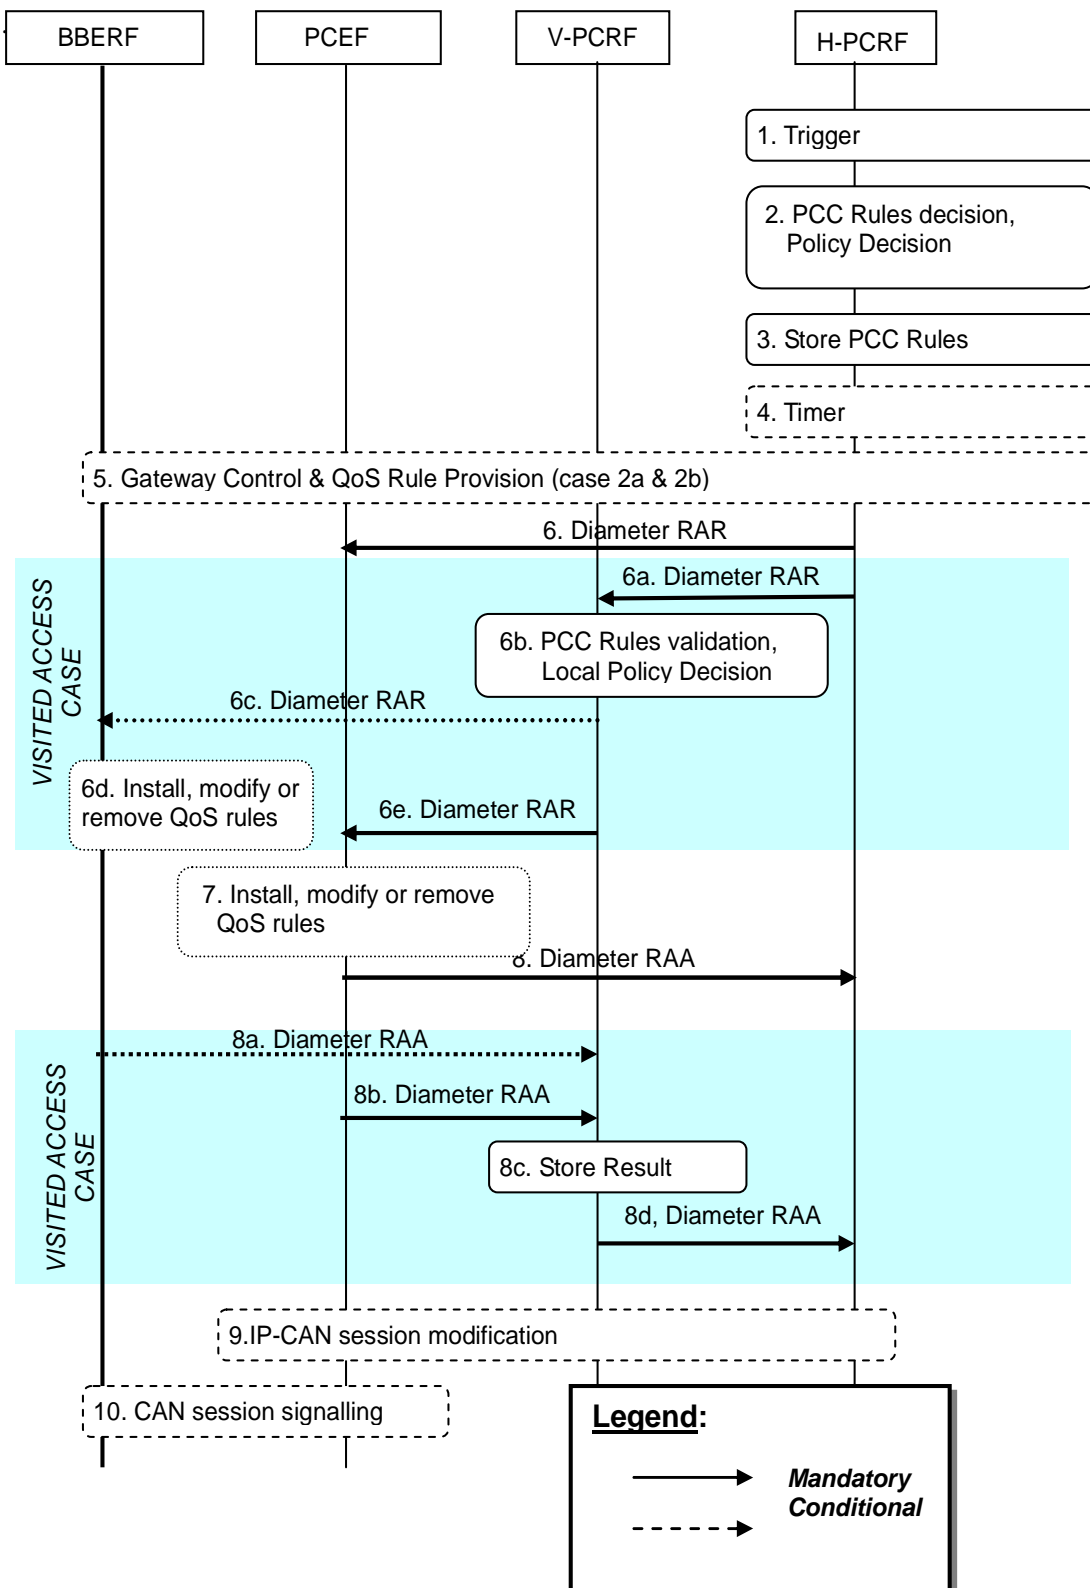 BBERF
PCEF
V-PCRF
H-PCRF
1. Trigger
2. PCC Rules decision,
Policy Decision
3. Store PCC Rules
4. Timer
5. Gateway Control & QoS Rule Provision (case 2a & 2b)
6. Diameter RAR
VISITED ACCESS
CASE
6a. Diameter RAR
6b. PCC Rules validation,
Local Policy Decision
6c. Diameter RAR
6d. Install, modify or
remove QoS rules
6e. Diameter RAR
7. Install, modify or remove
QoS rules
8. Diameter RAA
VISITED ACCESS
CASE
8a. Diameter RAA
8b. Diameter RAA
8c. Store Result
8d, Diameter RAA
9.IP-CAN session modification
10. CAN session signalling
Legend:
Mandatory
Conditional